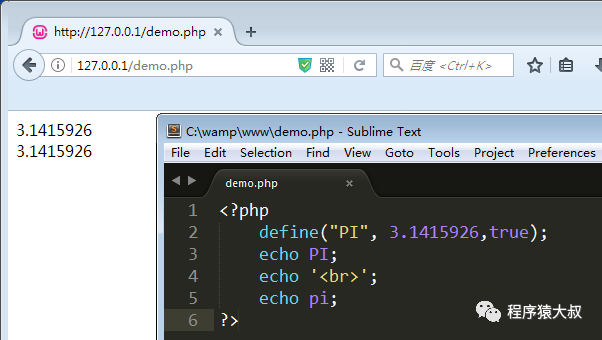 http://127.0.0.1/demo.php × +
127.0.0.1/demo.php
百度 <Ctrl+K>
3.1415926
3.1415926
C:\wamp\www\demo.php - Sublime Text
File Edit Selection Find View Goto Tools Project Preferences
demo.php ×
1 <?php
2 define("PI", 3.1415926,true);
3 echo PI;
4 echo '<br>';
5 echo pi;
6 ?>
程序猿大叔